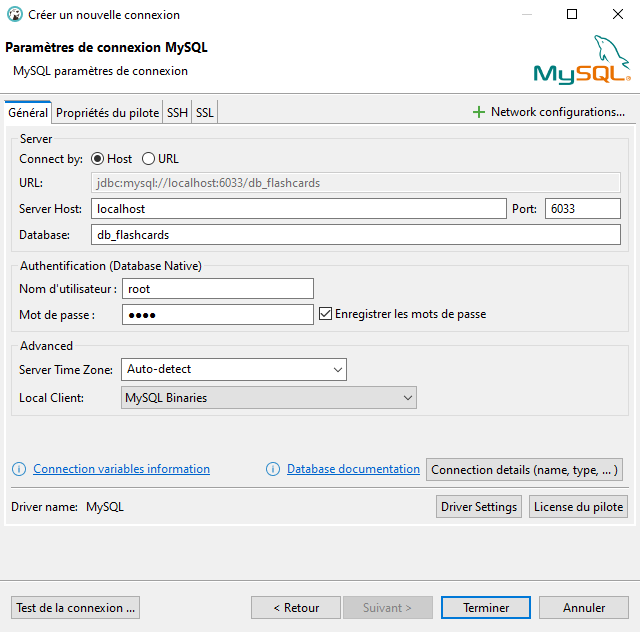 Créer un nouvelle connexion
Paramètres de connexion MySQL
MySQL paramètres de connexion
MySQL®
Général Propriétés du pilote SSH SSL Network configurations...
Server
Connect by: Host URL
URL: jdbc:mysql://localhost:6033/db_flashcards
Server Host: localhost Port: 6033
Database: db_flashcards
Authentification (Database Native)
Nom d'utilisateur : root
Mot de passe : ●●●● Enregistrer les mots de passe
Advanced
Server Time Zone: Auto-detect
Local Client: MySQL Binaries
Connection variables information Database documentation Connection details (name, type, ... )
Driver name: MySQL Driver Settings License du pilote
Test de la connexion ... < Retour Suivant > Terminer Annuler